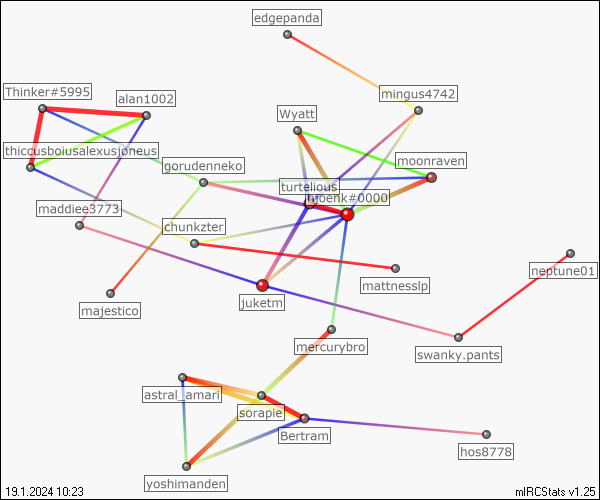 edgepanda
Thinker#5995
alan1002
mingus4742
Wyatt
thiccusboiusalexusjoneus
gorudenneko
moonraven
turtelious
bjoenk#0000
maddiee3773
chunkzter
neptune01
mattnesslp
juketm
majestico
mercurybro
swanky.pants
astral_amari
sorapie
Bertram
hos8778
yoshimanden
19.1.2024 10:23
mIRCStats v1.25